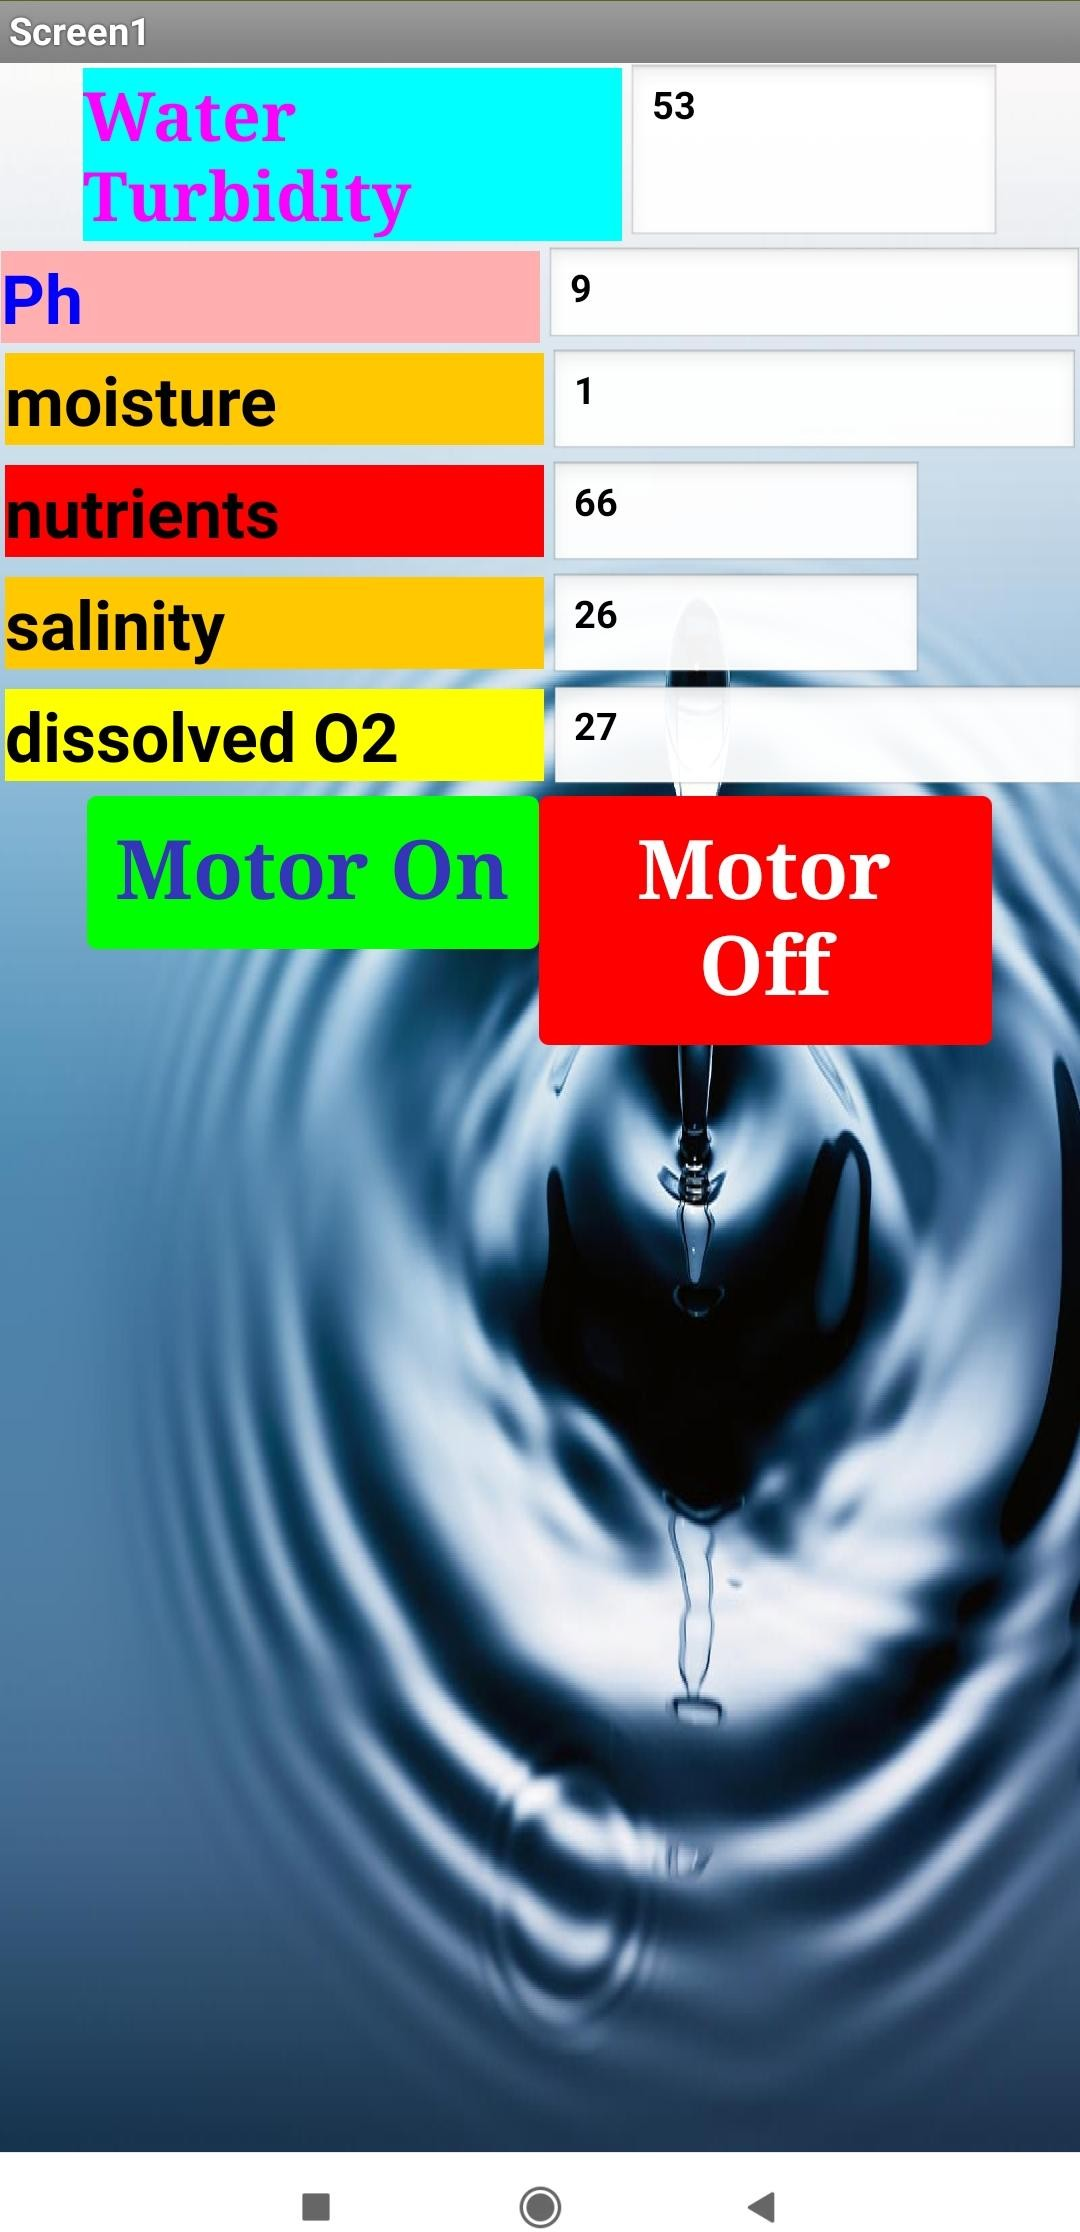 Screen1
Water
Turbidity
53
Ph
9
moisture
1
nutrients
66
salinity
26
dissolved O2
27
Motor On
Motor
Off